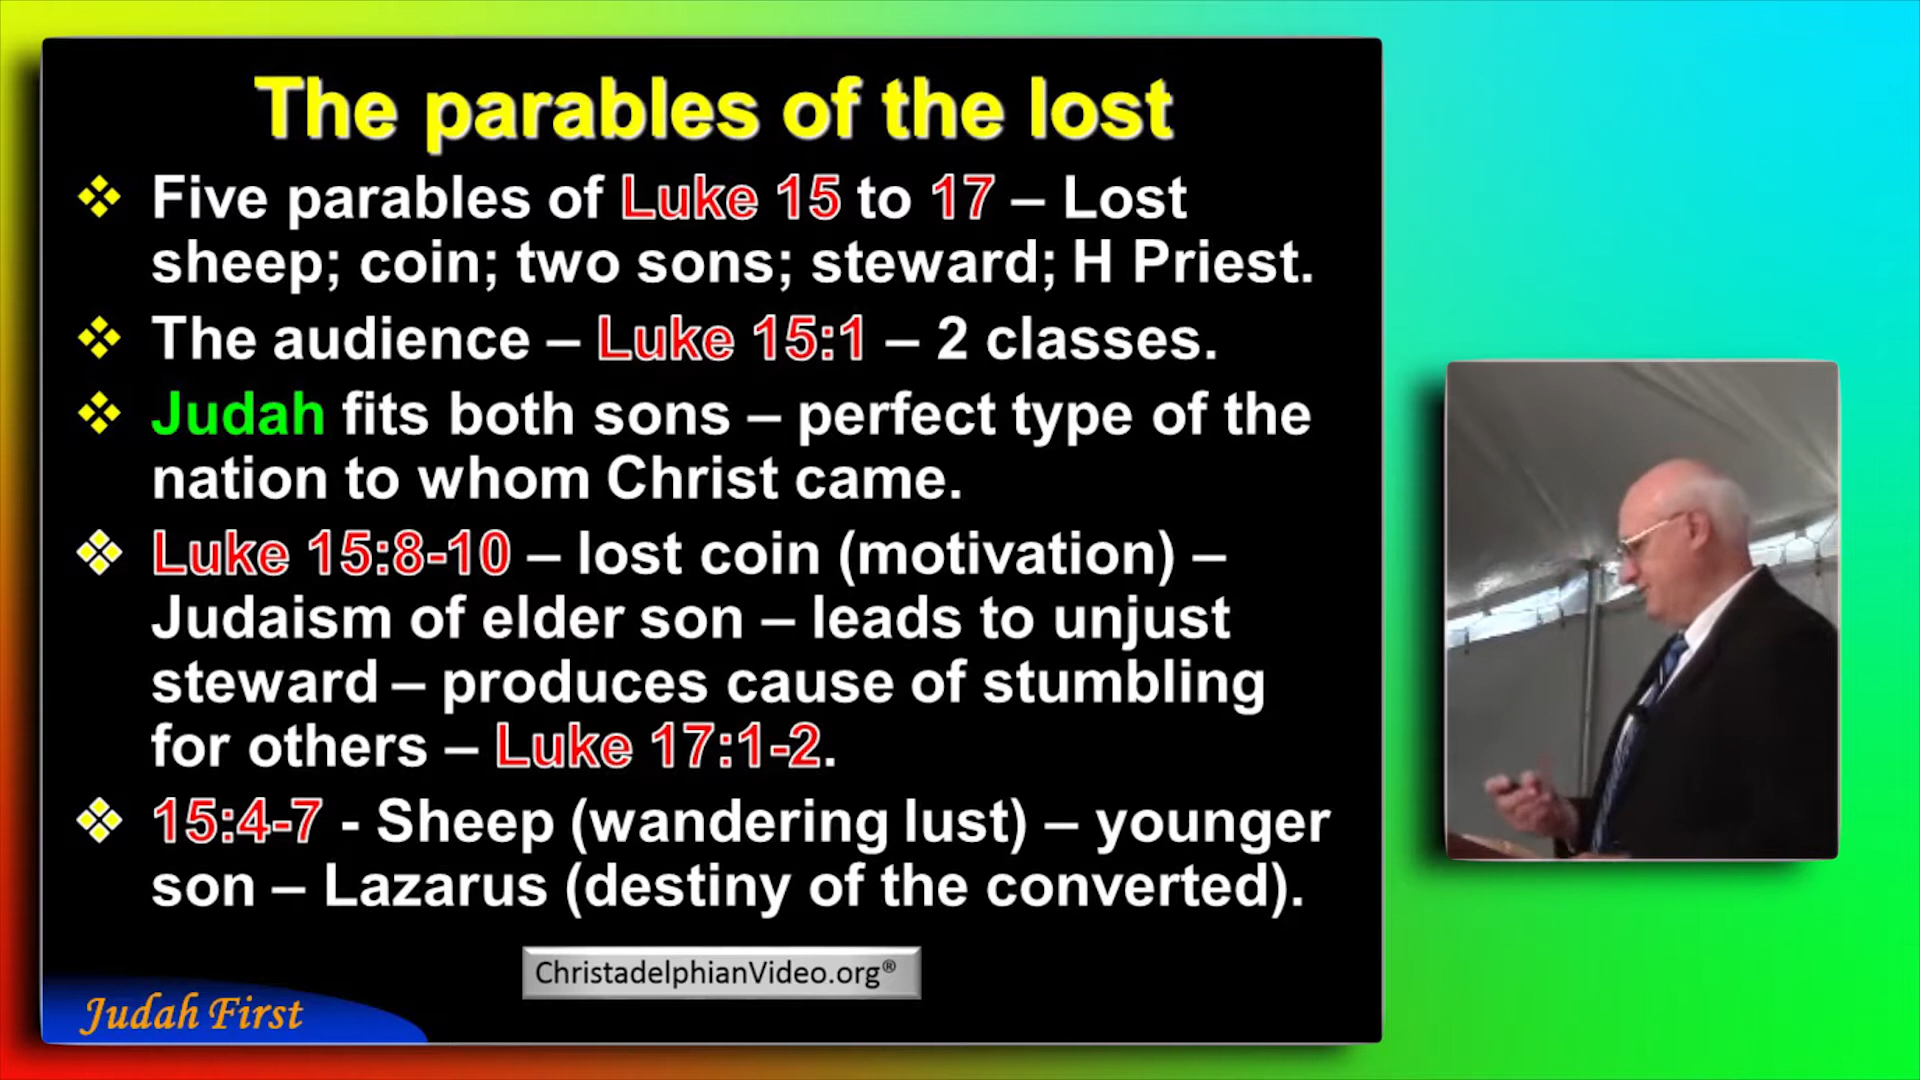 The parables of the lost
❖ Five parables of Luke 15 to 17 – Lost
sheep; coin; two sons; steward; H Priest.
❖ The audience – Luke 15:1 – 2 classes.
❖ Judah fits both sons – perfect type of the
nation to whom Christ came.
❖ Luke 15:8-10 – lost coin (motivation) –
Judaism of elder son – leads to unjust
steward – produces cause of stumbling
for others – Luke 17:1-2.
❖ 15:4-7 - Sheep (wandering lust) – younger
son – Lazarus (destiny of the converted).
ChristadelphianVideo.org®
Judah First